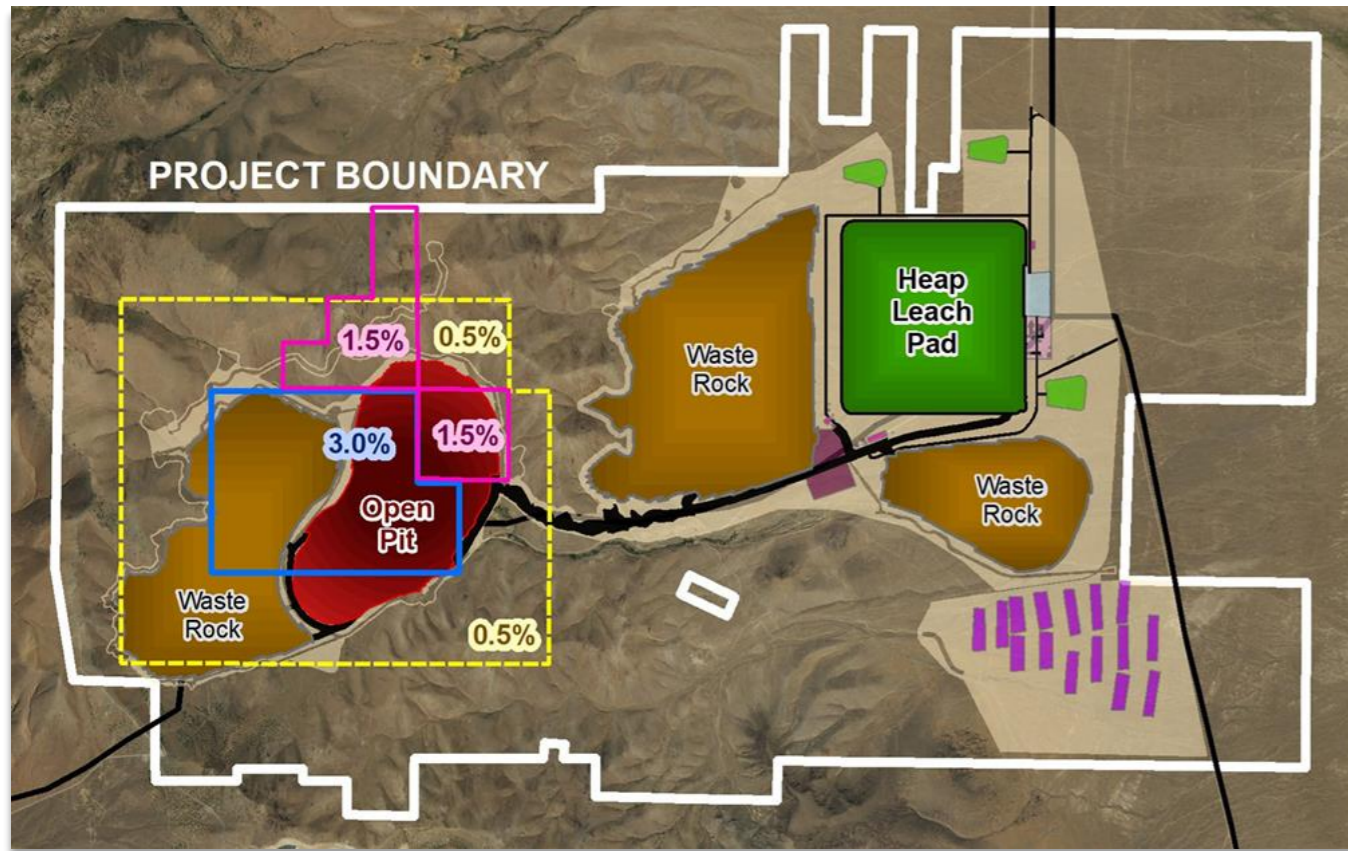 PROJECT BOUNDARY
1.5%
0.5%
3.0%
1.5%
Open
Pit
Waste
Rock
0.5%
Waste
Rock
Heap
Leach
Pad
Waste
Rock